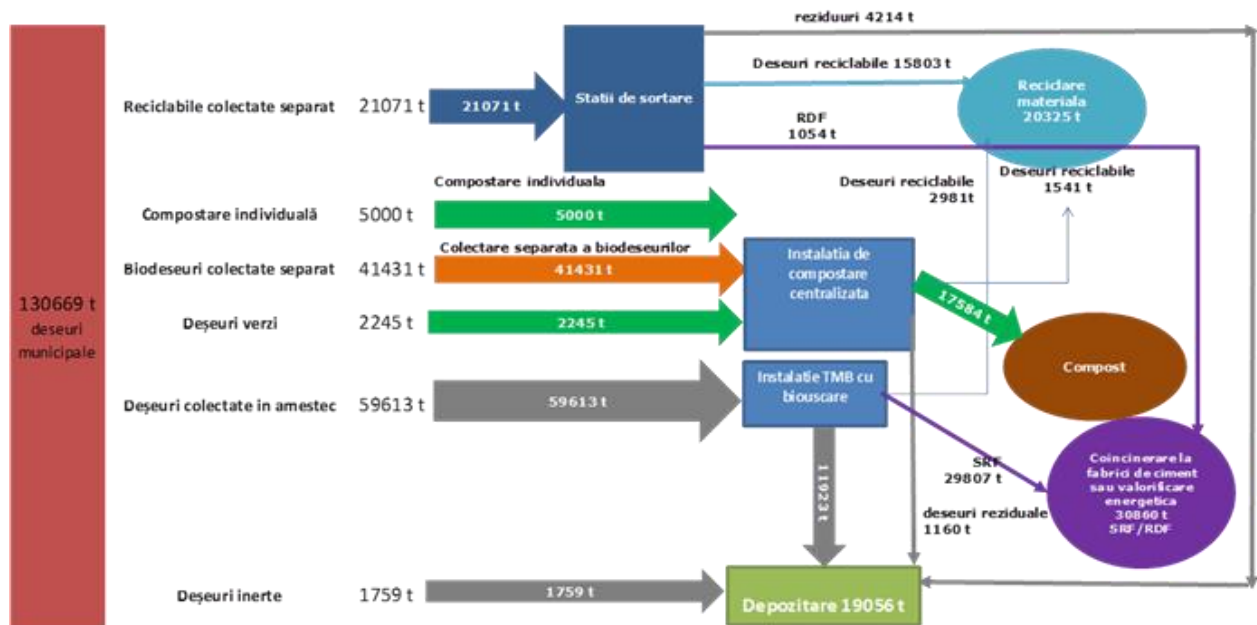 130669 t
deseuri
municipale
Reciclabile colectate separat
21071 t
21071 t
Statii de sortare
reziduuri 4214 t
Deseuri reciclabile 15803 t
RDF
1054 t
Reciclare
materiala
20325 t
Deseuri reciclabile
2981t
Deseuri reciclabile
1541 t
Compostare individuală
5000 t
Compostare individuala
5000 t
Biodeseuri colectate separat
41431 t
Colectare separata a biodeseurilor
41431 t
Deșeuri verzi
2245 t
2245 t
Instalatia de
compostare
centralizata
17584 t
Compost
Deșeuri colectate in amestec
59613 t
59613 t
Instalatie TMB cu
biouscare
11923 t
SRF
29807 t
deseuri reziduale
1160 t
Coincinerare la
fabrici de ciment
sau valorificare
energetica
30860 t
SRF/RDF
Deșeuri inerte
1759 t
1759 t
Depozitare 19056 t